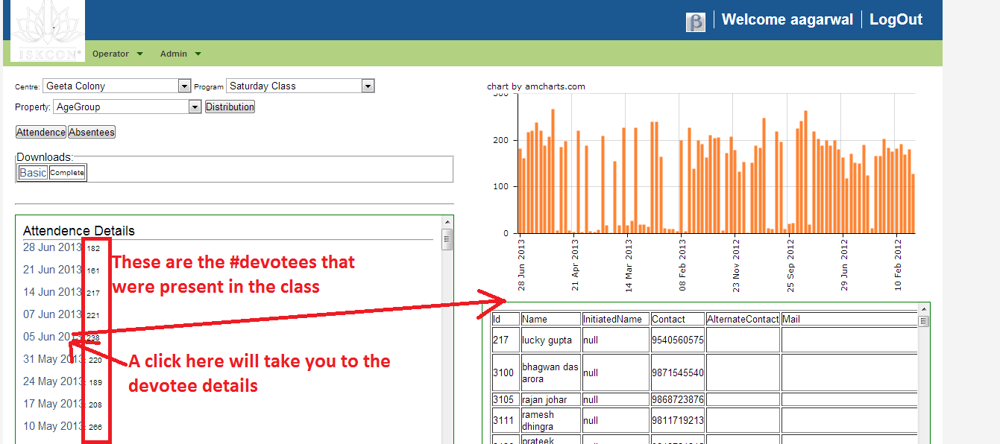 β Welcome aagarwal LogOut
ISKCON
Operator Admin
Centre: Geeta Colony Program Saturday Class
Property: AgeGroup Distribution
Attendance Absentees
Downloads:
Basic Complete
Attendence Details
28 Jun 2013: 182
21 Jun 2013: 161
14 Jun 2013: 217
07 Jun 2013: 221
05 Jun 2013: 238
31 May 2013: 220
24 May 2013: 189
17 May 2013: 208
10 May 2013: 266
These are the #devotees that
were present in the class
A click here will take you to the
devotee details
chart by amcharts.com
300
200
100
0
28 Jun 2013
21 Apr 2013
14 Mar 2013
08 Feb 2013
23 Nov 2012
25 Sep 2012
29 Jun 2012
10 Feb 2012
Id Name InitiatedName Contact AlternateContact Mail
217 lucky gupta null 9540560575
3100 bhagwan das arora null 9871545540
3105 rajan johar null 9868723876
3111 ramesh dhingra null 9811719213
prateek